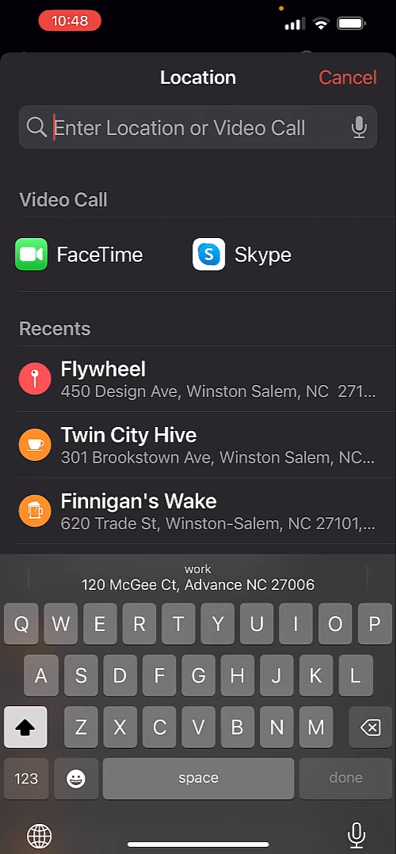 10:48
Location
Cancel
Enter Location or Video Call
Video Call
FaceTime
S
Skype
Recents
Flywheel
450 Design Ave, Winston Salem, NC 271...
Twin City Hive
301 Brookstown Ave, Winston Salem, NC...
Finnigan's Wake
620 Trade St, Winston-Salem, NC 27101,...
work
120 McGee Ct, Advance NC 27006
Q W E R T Y U I O P
A S D F G H J K L
Z X C V B N M
123
space
done